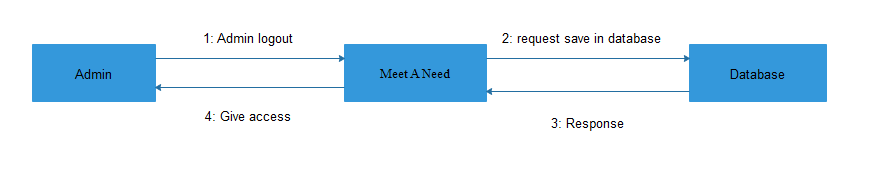 1: Admin logout
2: request save in database
Admin
Meet A Need
Database
4: Give access
3: Response